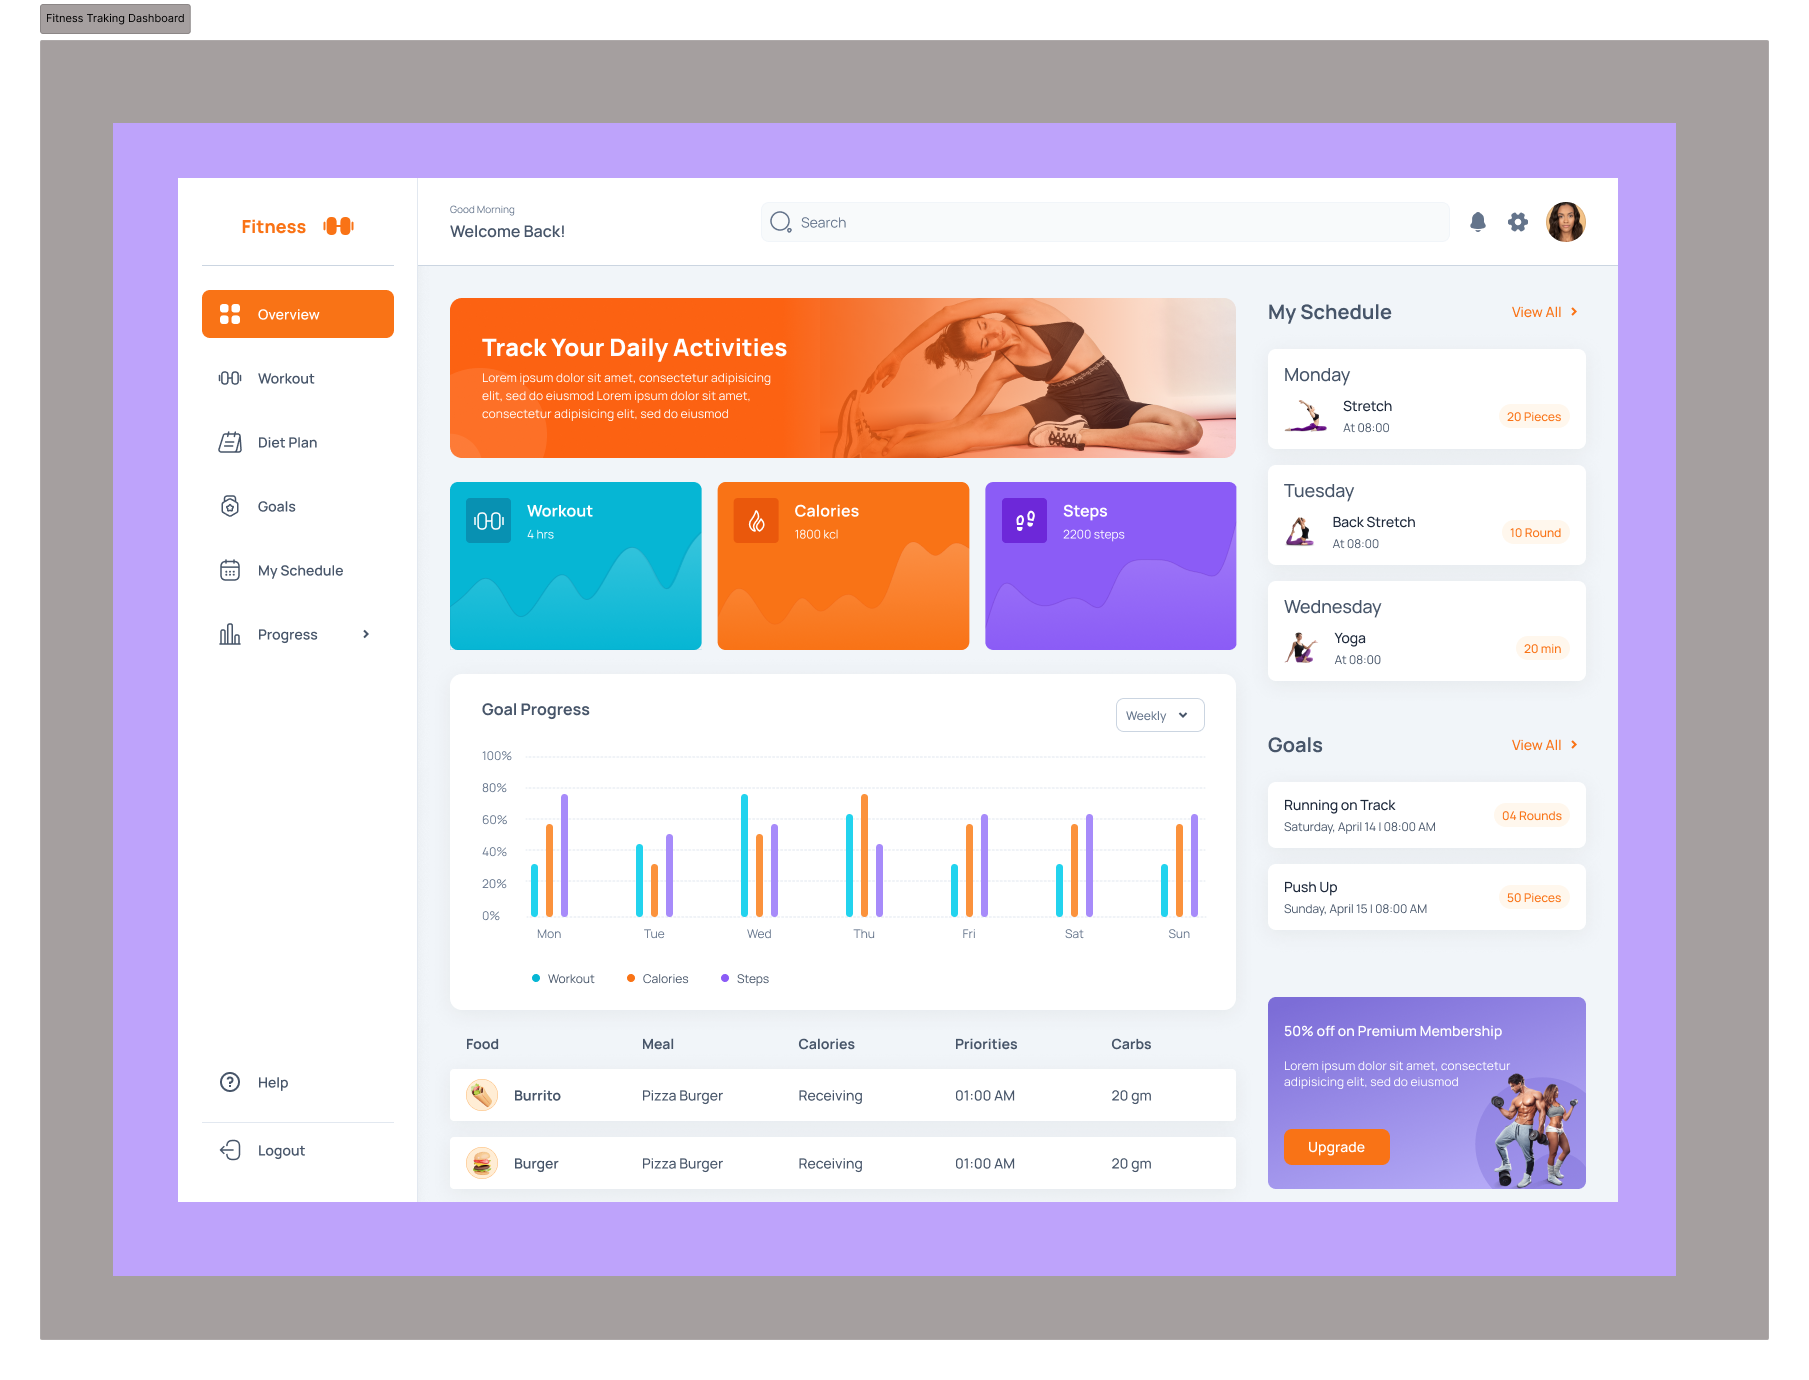 Fitness Traking Dashboard
Fitness
Overview
Workout
Diet Plan
Goals
My Schedule
Progress
Help
Logout
Good Morning
Welcome Back!
Search
Track Your Daily Activities
Lorem ipsum dolor sit amet, consectetur adipisicing
elit, sed do eiusmod Lorem ipsum dolor sit amet,
consectetur adipisicing elit, sed do eiusmod
Workout
4 hrs
Calories
1800 kcl
Steps
2200 steps
Goal Progress
Weekly
100%
80%
60%
40%
20%
0%
Mon Tue Wed Thu Fri Sat Sun
Workout Calories Steps
Food Meal Calories Priorities Carbs
Burrito Pizza Burger Receiving 01:00 AM 20 gm
Burger Pizza Burger Receiving 01:00 AM 20 gm
My Schedule View All
Monday
Stretch
At 08:00
20 Pieces
Tuesday
Back Stretch
At 08:00
10 Round
Wednesday
Yoga
At 08:00
20 min
Goals View All
Running on Track
Saturday, April 14 | 08:00 AM
04 Rounds
Push Up
Sunday, April 15 | 08:00 AM
50 Pieces
50% off on Premium Membership
Lorem ipsum dolor sit amet, consectetur
adipisicing elit, sed do eiusmod
Upgrade